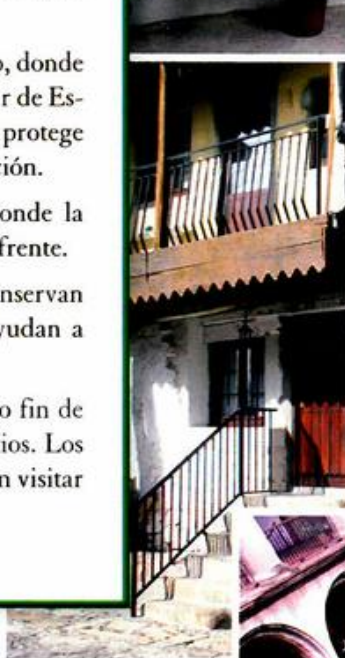 , donde
r de Es-
protege
ión.
onde la
frente.
nservan
yudan a
o fin de
ios. Los
n visitar